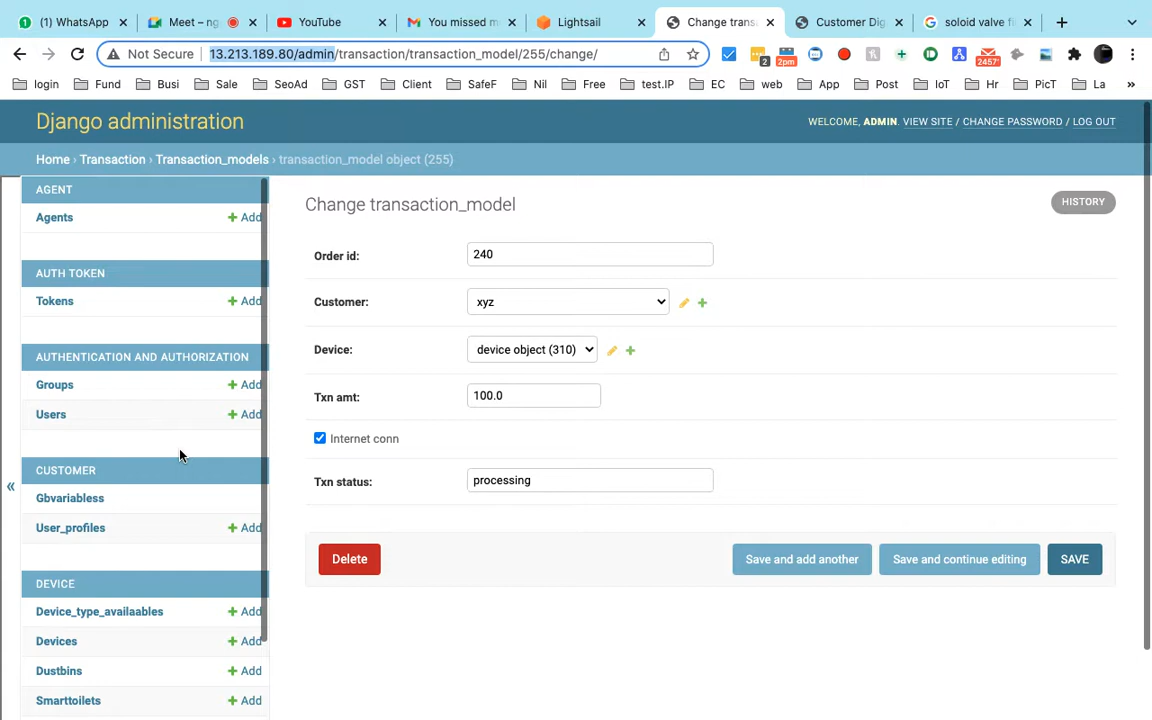 (1) WhatsApp
Meet – ng
YouTube
You missed m
Lightsail
Change trans
Customer Dig
soloid valve fi
Not Secure
13.213.189.80/admin/transaction/transaction_model/255/change/
2
2pm
2457
login
Fund
Busi
Sale
SeoAd
GST
Client
SafeF
Nil
Free
test.IP
EC
web
App
Post
IoT
Hr
PicT
La
»
Django administration
WELCOME, ADMIN. VIEW SITE / CHANGE PASSWORD / LOG OUT
Home › Transaction › Transaction_models › transaction_model object (255)
AGENT
Agents
Add
AUTH TOKEN
Tokens
Add
AUTHENTICATION AND AUTHORIZATION
Groups
Add
Users
Add
CUSTOMER
Gbvariabless
User_profiles
Add
DEVICE
Device_type_availaables
Add
Devices
Add
Dustbins
Add
Smarttoilets
Add
«
Change transaction_model
HISTORY
Order id:
240
Customer:
xyz
Device:
device object (310)
Txn amt:
100.0
Internet conn
Txn status:
processing
Delete
Save and add another
Save and continue editing
SAVE